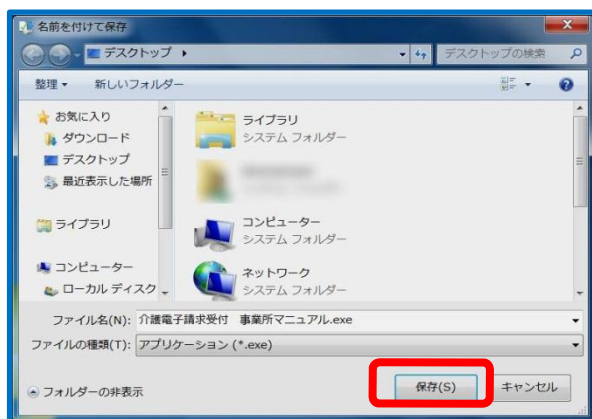 名前を付けて保存
デスクトップ
デスクトップの検索
整理
新しいフォルダー
お気に入り
ダウンロード
デスクトップ
最近表示した場所
ライブラリ
コンピューター
ローカル ディスク
ライブラリ
システム フォルダー
コンピューター
システム フォルダー
ネットワーク
システム フォルダー
ファイル名(N): 介護電子請求受付 事業所マニュアル.exe
ファイルの種類(T): アプリケーション (*.exe)
フォルダーの非表示
保存(S)
キャンセル